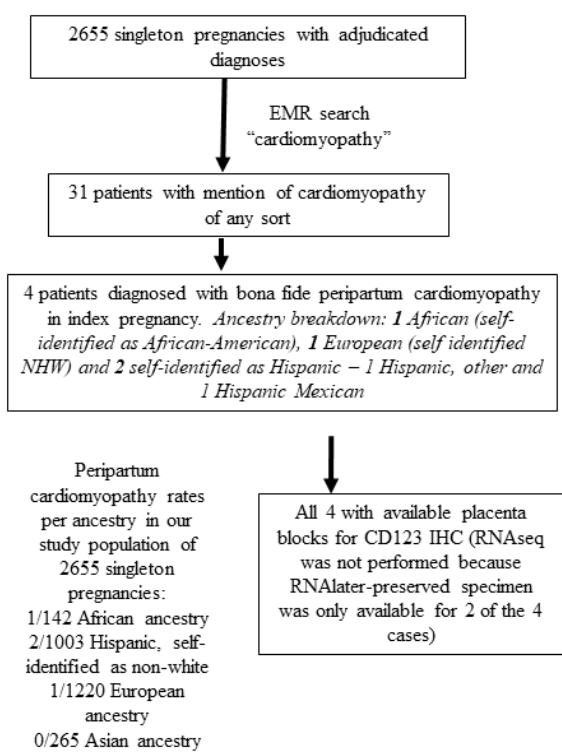 2655 singleton pregnancies with adjudicated
diagnoses
EMR search
“cardiomyopathy”
31 patients with mention of cardiomyopathy
of any sort
4 patients diagnosed with bona fide peripartum cardiomyopathy
in index pregnancy. Ancestry breakdown: 1 African (self-
identified as African-American), 1 European (self identified
NHW) and 2 self-identified as Hispanic – 1 Hispanic, other and
1 Hispanic Mexican
Peripartum
cardiomyopathy rates
per ancestry in our
study population of
2655 singleton
pregnancies:
1/142 African ancestry
2/1003 Hispanic, self-
identified as non-white
1/1220 European
ancestry
0/265 Asian ancestry
All 4 with available placenta
blocks for CD123 IHC (RNAseq
was not performed because
RNAlater-preserved specimen
was only available for 2 of the 4
cases)